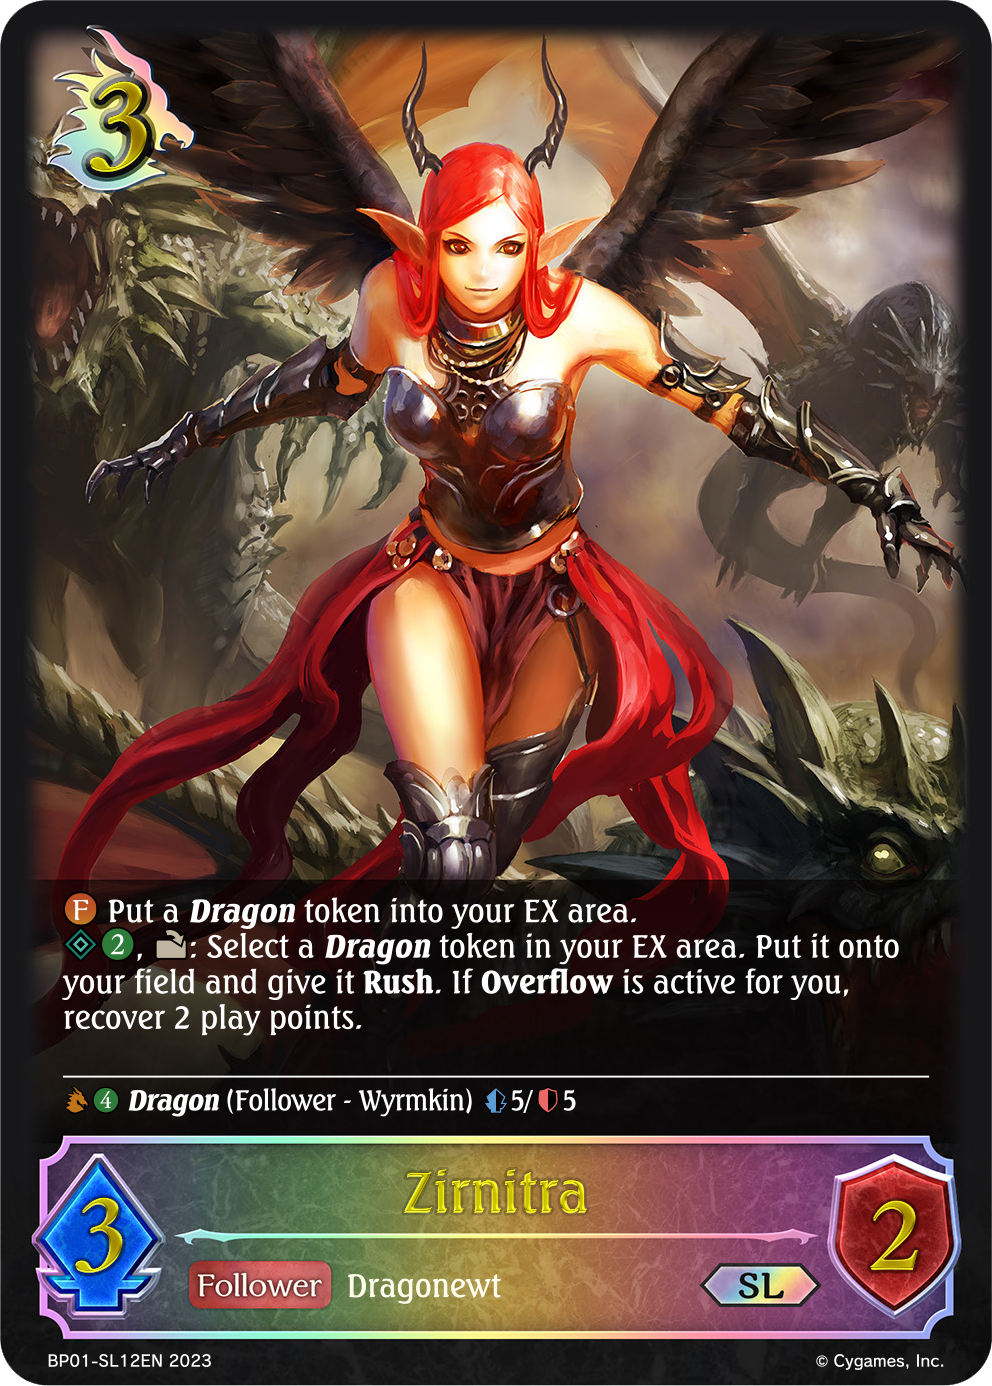 3
F Put a Dragon token into your EX area.
2, : Select a Dragon token in your EX area. Put it onto
your field and give it Rush. If Overflow is active for you,
recover 2 play points.
4 Dragon (Follower - Wyrmkin) 5/ 5
Zirnitra
3
2
Follower Dragonewt
SL
BP01-SL12EN 2023
© Cygames, Inc.